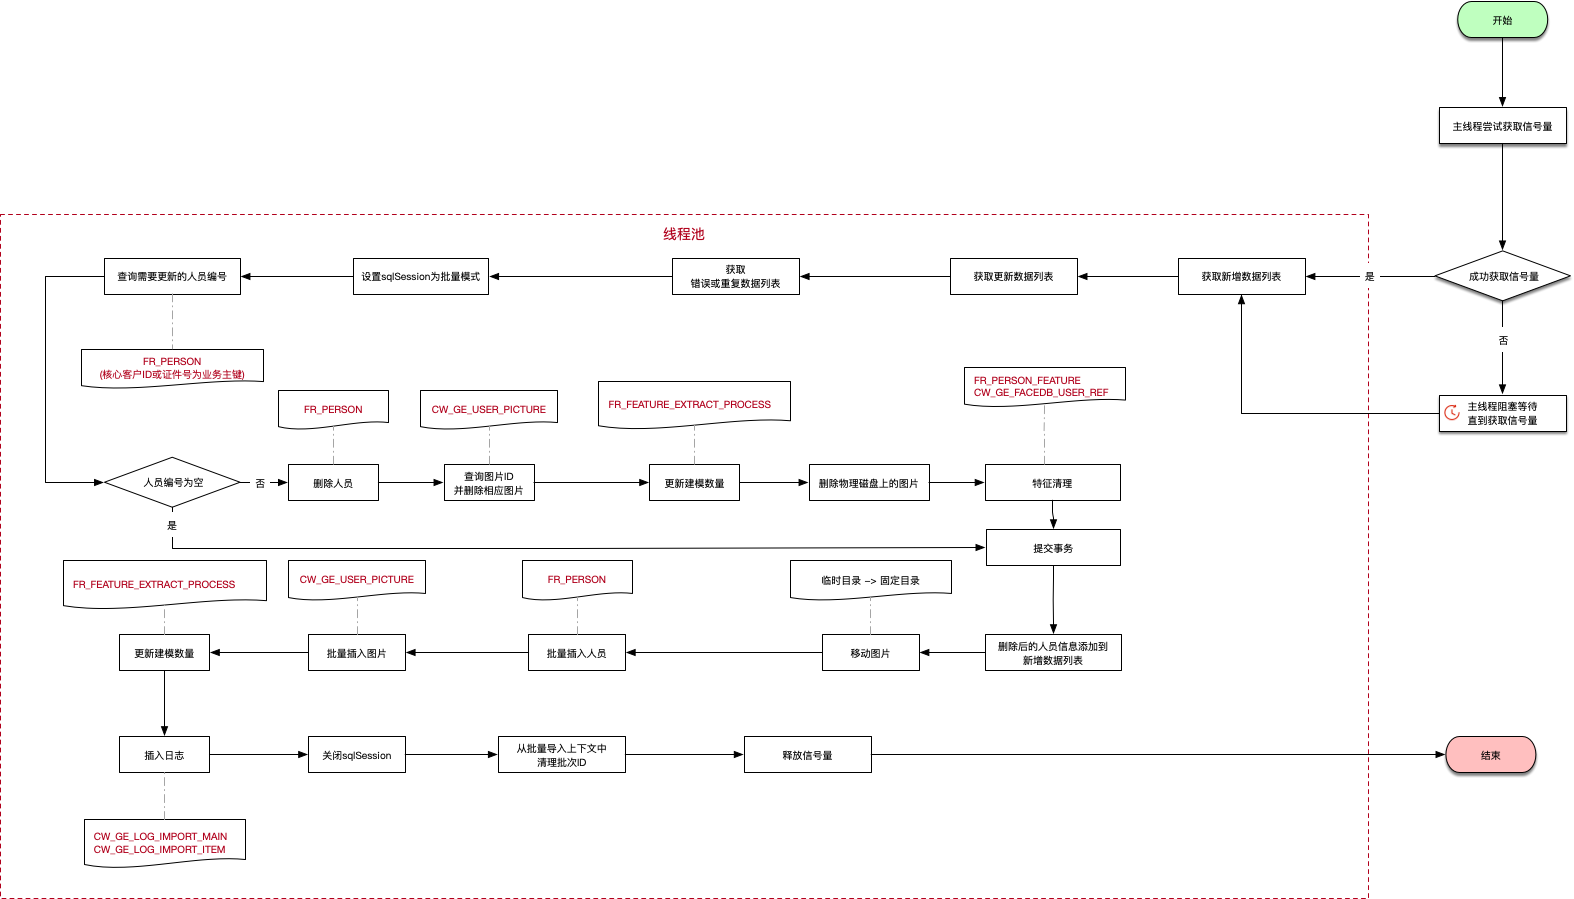 开始
主线程尝试获取信号量
线程池
成功获取信号量
是
获取新增数据列表
获取更新数据列表
获取
错误或重复数据列表
设置sqlSession为批量模式
查询需要更新的人员编号
否
FR_PERSON
(核心客户ID或证件号为业务主键)
主线程阻塞等待
直到获取信号量
FR_PERSON
CW_GE_USER_PICTURE
FR_FEATURE_EXTRACT_PROCESS
FR_PERSON_FEATURE
CW_GE_FACEDB_USER_REF
人员编号为空
否
删除人员
查询图片ID
并删除相应图片
更新建模数量
删除物理磁盘上的图片
特征清理
是
提交事务
FR_FEATURE_EXTRACT_PROCESS
CW_GE_USER_PICTURE
FR_PERSON
临时目录 -> 固定目录
更新建模数量
批量插入图片
批量插入人员
移动图片
删除后的人员信息添加到
新增数据列表
插入日志
关闭sqlSession
从批量导入上下文中
清理批次ID
释放信号量
结束
CW_GE_LOG_IMPORT_MAIN
CW_GE_LOG_IMPORT_ITEM